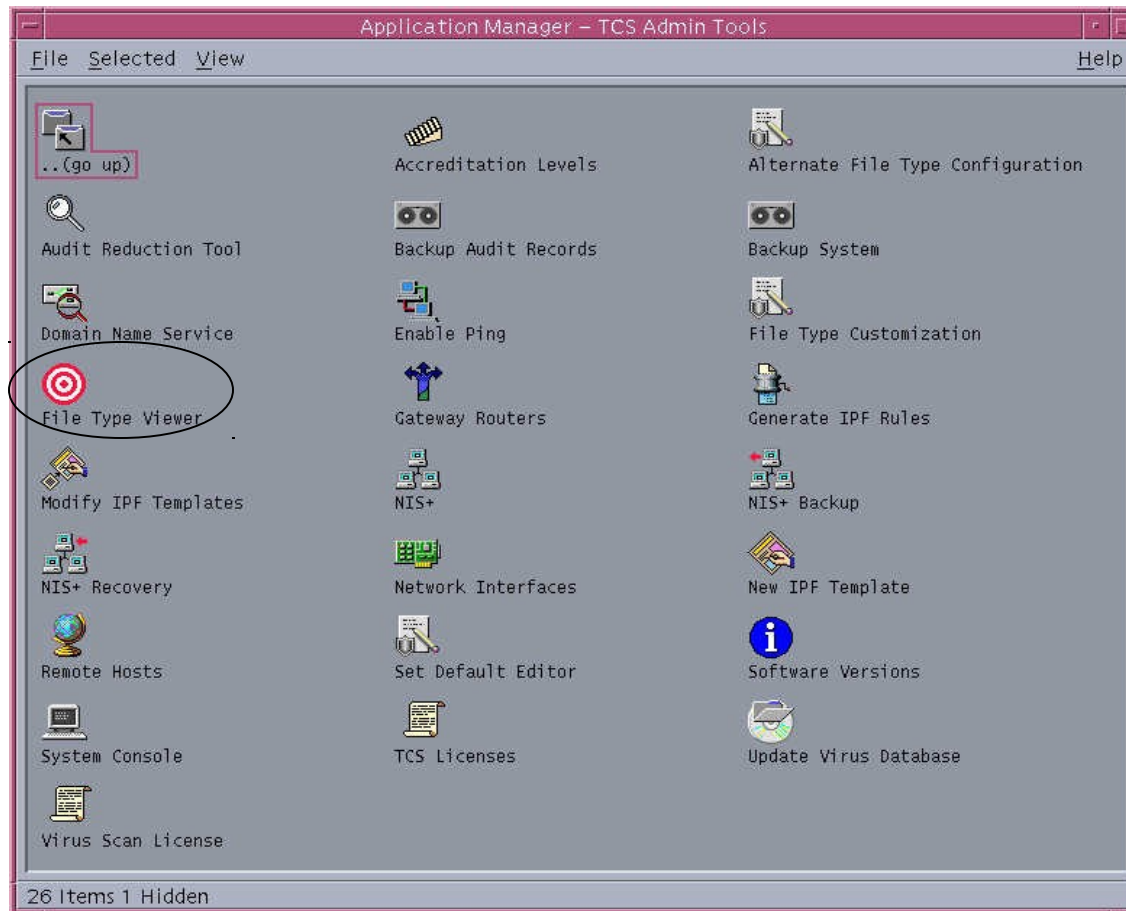 Application Manager – TCS Admin Tools
File Selected View Help
..(go up) Accreditation Levels Alternate File Type Configuration
Audit Reduction Tool Backup Audit Records Backup System
Domain Name Service Enable Ping File Type Customization
File Type Viewer Gateway Routers Generate IPF Rules
Modify IPF Templates NIS+ NIS+ Backup
NIS+ Recovery Network Interfaces New IPF Template
Remote Hosts Set Default Editor Software Versions
System Console TCS Licenses Update Virus Database
Virus Scan License
26 Items 1 Hidden